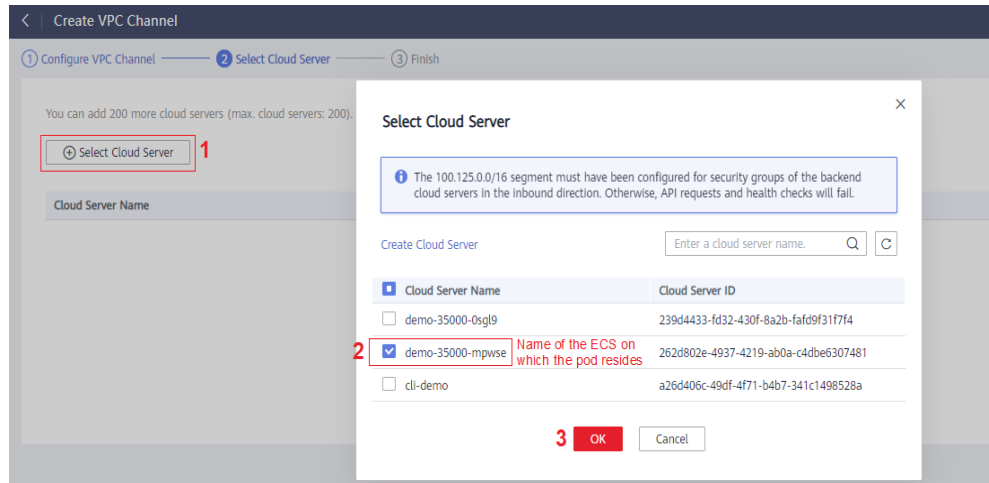 Create VPC Channel
1 Configure VPC Channel 2 Select Cloud Server 3 Finish
You can add 200 more cloud servers (max. cloud servers: 200).
Select Cloud Server 1
Cloud Server Name
Select Cloud Server
The 100.125.0.0/16 segment must have been configured for security groups of the backend
cloud servers in the inbound direction. Otherwise, API requests and health checks will fail.
Create Cloud Server Enter a cloud server name.
Cloud Server Name Cloud Server ID
demo-35000-0sgl9 239d4433-fd32-430f-8a2b-fafd9f31f7f4
2 demo-35000-mpwse Name of the ECS on which the pod resides 262d802e-4937-4219-ab0a-c4dbe6307481
cli-demo a26d406c-49df-4f71-b4b7-341c1498528a
3 OK Cancel